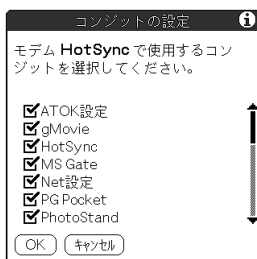 コンジットの設定
モデム HotSync で使用するコン
ジットを選択してください。
ATOK設定
gMovie
HotSync
MS Gate
Net設定
PG Pocket
PhotoStand
OK キャンセル